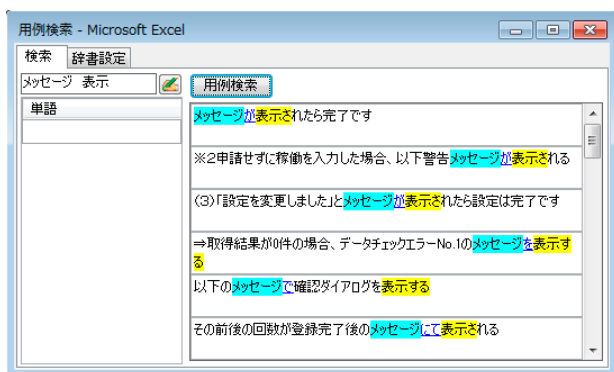 用例検索 - Microsoft Excel
検索 辞書設定
メッセージ 表示 用例検索
単語
メッセージが表示されたら完了です
※2申請せずに稼働を入力した場合、以下警告メッセージが表示される
(3)「設定を変更しました」とメッセージが表示されたら設定は完了です
⇒取得結果が0件の場合、データチェックエラーNo.1のメッセージを表示す
る
以下のメッセージで確認ダイアログを表示する
その前後の回数が登録完了後のメッセージにて表示される